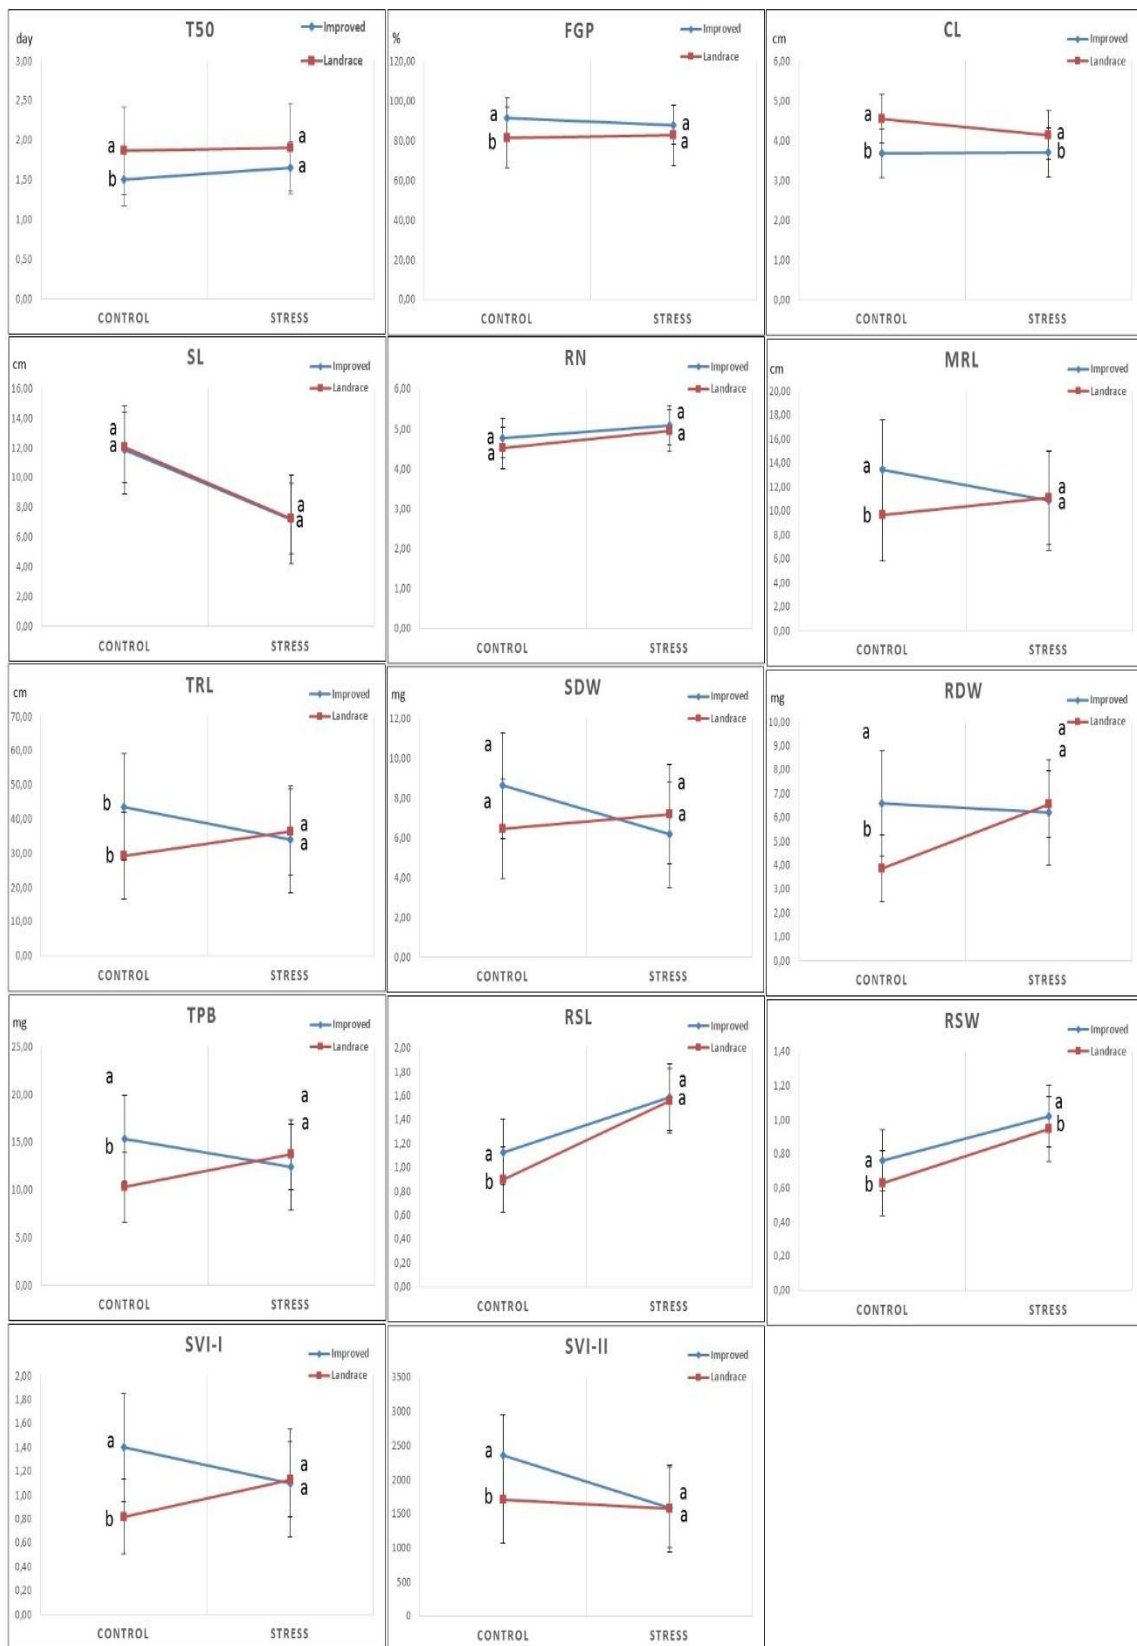 T50
day
Improved
Landrace
3,00
2,50
2,00
1,50
1,00
0,50
0,00
a
b
a
a
CONTROL STRESS
FGP
%
Improved
Landrace
120,00
100,00
80,00
60,00
40,00
20,00
0,00
a
b
a
a
CONTROL STRESS
CL
cm
Improved
Landrace
6,00
5,00
4,00
3,00
2,00
1,00
0,00
a
b
a
b
CONTROL STRESS
SL
cm
Improved
Landrace
16,00
14,00
12,00
10,00
8,00
6,00
4,00
2,00
0,00
a
a
a
a
CONTROL STRESS
RN
Improved
Landrace
6,00
5,00
4,00
3,00
2,00
1,00
0,00
a
a
a
a
CONTROL STRESS
MRL
cm
Improved
Landrace
20,00
18,00
16,00
14,00
12,00
10,00
8,00
6,00
4,00
2,00
0,00
a
b
a
a
CONTROL STRESS
TRL
cm
Improved
Landrace
70,00
60,00
50,00
40,00
30,00
20,00
10,00
0,00
b
b
a
a
CONTROL STRESS
SDW
mg
Improved
Landrace
12,00
10,00
8,00
6,00
4,00
2,00
0,00
a
a
a
a
CONTROL STRESS
RDW
mg
Improved
Landrace
10,00
9,00
8,00
7,00
6,00
5,00
4,00
3,00
2,00
1,00
0,00
a
b
a
a
CONTROL STRESS
TPB
mg
Improved
Landrace
25,00
20,00
15,00
10,00
5,00
0,00
a
b
a
a
CONTROL STRESS
RSL
Improved
Landrace
2,00
1,80
1,60
1,40
1,20
1,00
0,80
0,60
0,40
0,20
0,00
a
b
a
a
CONTROL STRESS
RSW
Improved
Landrace
1,40
1,20
1,00
0,80
0,60
0,40
0,20
0,00
a
b
a
b
CONTROL STRESS
SVI-I
Improved
Landrace
2,00
1,80
1,60
1,40
1,20
1,00
0,80
0,60
0,40
0,20
0,00
a
b
a
a
CONTROL STRESS
SVI-II
Improved
Landrace
3500
3000
2500
2000
1500
1000
500
0
a
b
a
a
CONTROL STRESS